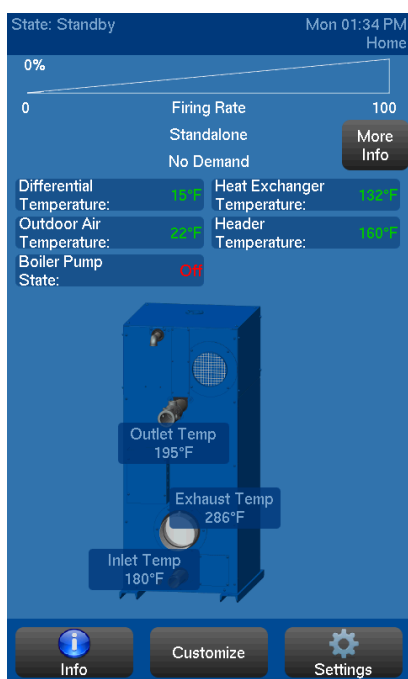 State: Standby
Mon 01:34 PM
Home
0%
0
Firing Rate
100
Standalone
No Demand
More
Info
Differential
Temperature:
15°F
Heat Exchanger
Temperature:
132°F
Outdoor Air
Temperature:
22°F
Header
Temperature:
160°F
Boiler Pump
State:
Off
Outlet Temp
195°F
Exhaust Temp
286°F
Inlet Temp
180°F
i
Info
Customize
Settings